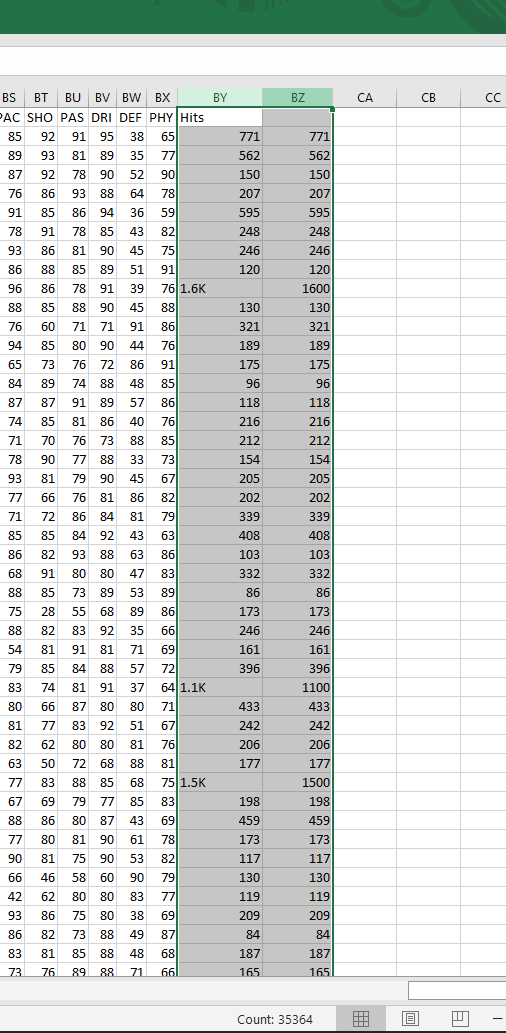 BS BT BU BV BW BX BY BZ CA CB CC
PAC SHO PAS DRI DEF PHY Hits
85 92 91 95 38 65 771 771
89 93 81 89 35 77 562 562
87 92 78 90 52 90 150 150
76 86 93 88 64 78 207 207
91 85 86 94 36 59 595 595
78 91 78 85 43 82 248 248
93 86 81 90 45 75 246 246
86 88 85 89 51 91 120 120
96 86 78 91 39 76 1.6K 1600
88 85 88 90 45 88 130 130
76 60 71 71 91 86 321 321
94 85 80 90 44 76 189 189
65 73 76 72 86 91 175 175
84 89 74 88 48 85 96 96
87 87 91 89 57 86 118 118
74 85 81 86 40 76 216 216
71 70 76 73 88 85 212 212
78 90 77 88 33 73 154 154
93 81 79 90 45 67 205 205
77 66 76 81 86 82 202 202
71 72 86 84 81 79 339 339
85 85 84 92 43 63 408 408
86 82 93 88 63 86 103 103
68 91 80 80 47 83 332 332
88 85 73 89 53 89 86 86
75 28 55 68 89 86 173 173
88 82 83 92 35 66 246 246
54 81 91 81 71 69 161 161
79 85 84 88 57 72 396 396
83 74 81 91 37 64 1.1K 1100
80 66 87 80 80 71 433 433
81 77 83 92 51 67 242 242
82 62 80 80 81 76 206 206
63 50 72 68 88 81 177 177
77 83 88 85 68 75 1.5K 1500
67 69 79 77 85 83 198 198
88 86 80 87 43 69 459 459
77 80 81 90 61 78 173 173
90 81 75 90 53 82 117 117
66 46 58 60 90 79 130 130
42 62 80 80 83 77 119 119
93 86 75 80 38 69 209 209
86 82 73 88 49 87 84 84
83 81 85 88 48 68 187 187
73 76 89 88 71 66 165 165
Count: 35364